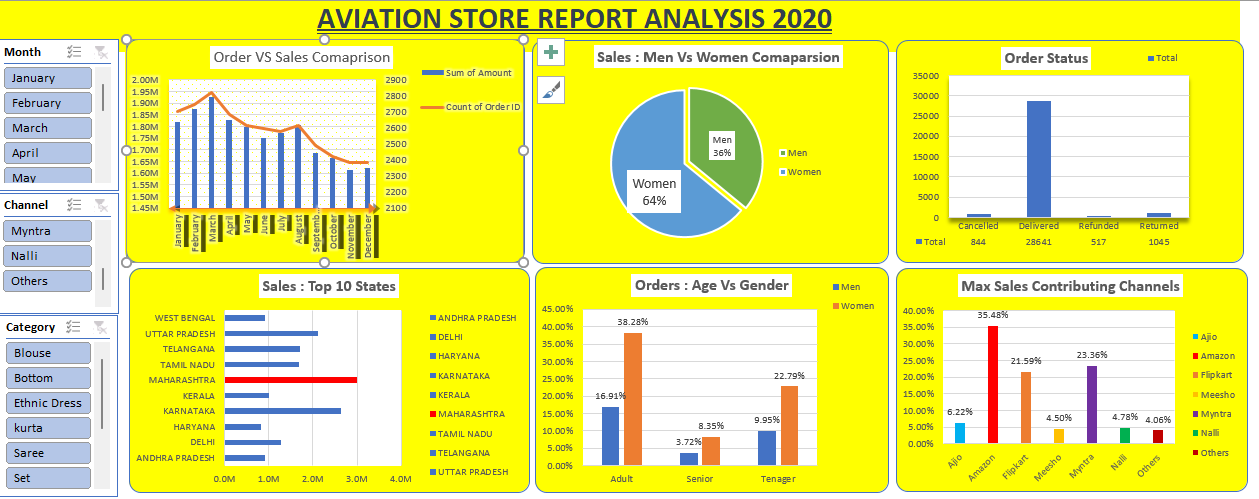 AVIATION STORE REPORT ANALYSIS 2020
Month
January
February
March
April
May
Channel
Myntra
Nalli
Others
Category
Blouse
Bottom
Ethnic Dress
kurta
Saree
Set
Order VS Sales Comaprison
2.00M
1.95M
1.90M
1.85M
1.80M
1.75M
1.70M
1.65M
1.60M
1.55M
1.50M
1.45M
2900
2800
2700
2600
2500
2400
2300
2200
2100
January
February
March
April
May
June
July
August
Septemb...
October
November
December
Sum of Amount
Count of Order ID
Sales : Men Vs Women Comaparsion
Men
36%
Women
64%
Men
Women
Order Status
Total
35000
30000
25000
20000
15000
10000
5000
0
Cancelled Delivered Refunded Returned
Total 844 28641 517 1045
Sales : Top 10 States
WEST BENGAL
UTTAR PRADESH
TELANGANA
TAMIL NADU
MAHARASHTRA
KERALA
KARNATAKA
HARYANA
DELHI
ANDHRA PRADESH
0.0M 1.0M 2.0M 3.0M 4.0M
ANDHRA PRADESH
DELHI
HARYANA
KARNATAKA
KERALA
MAHARASHTRA
TAMIL NADU
TELANGANA
UTTAR PRADESH
Orders : Age Vs Gender
Men
Women
45.00%
40.00%
35.00%
30.00%
25.00%
20.00%
15.00%
10.00%
5.00%
0.00%
16.91% 38.28%
3.72% 8.35%
9.95% 22.79%
Adult Senior Tenager
Max Sales Contributing Channels
40.00%
35.00%
30.00%
25.00%
20.00%
15.00%
10.00%
5.00%
0.00%
6.22% 35.48% 21.59% 4.50% 23.36% 4.78% 4.06%
Ajio Amazon Flipkart Meesho Myntra Nalli Others
Ajio
Amazon
Flipkart
Meesho
Myntra
Nalli
Others